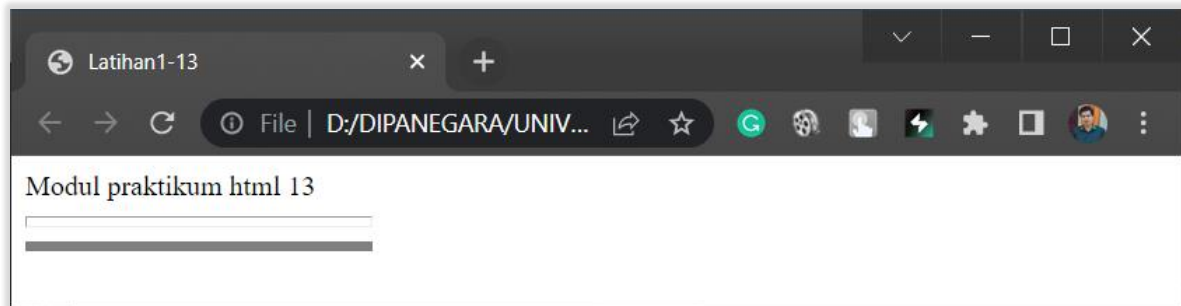 Latihan1-13
File | D:/DIPANEGARA/UNIV...
Modul praktikum html 13